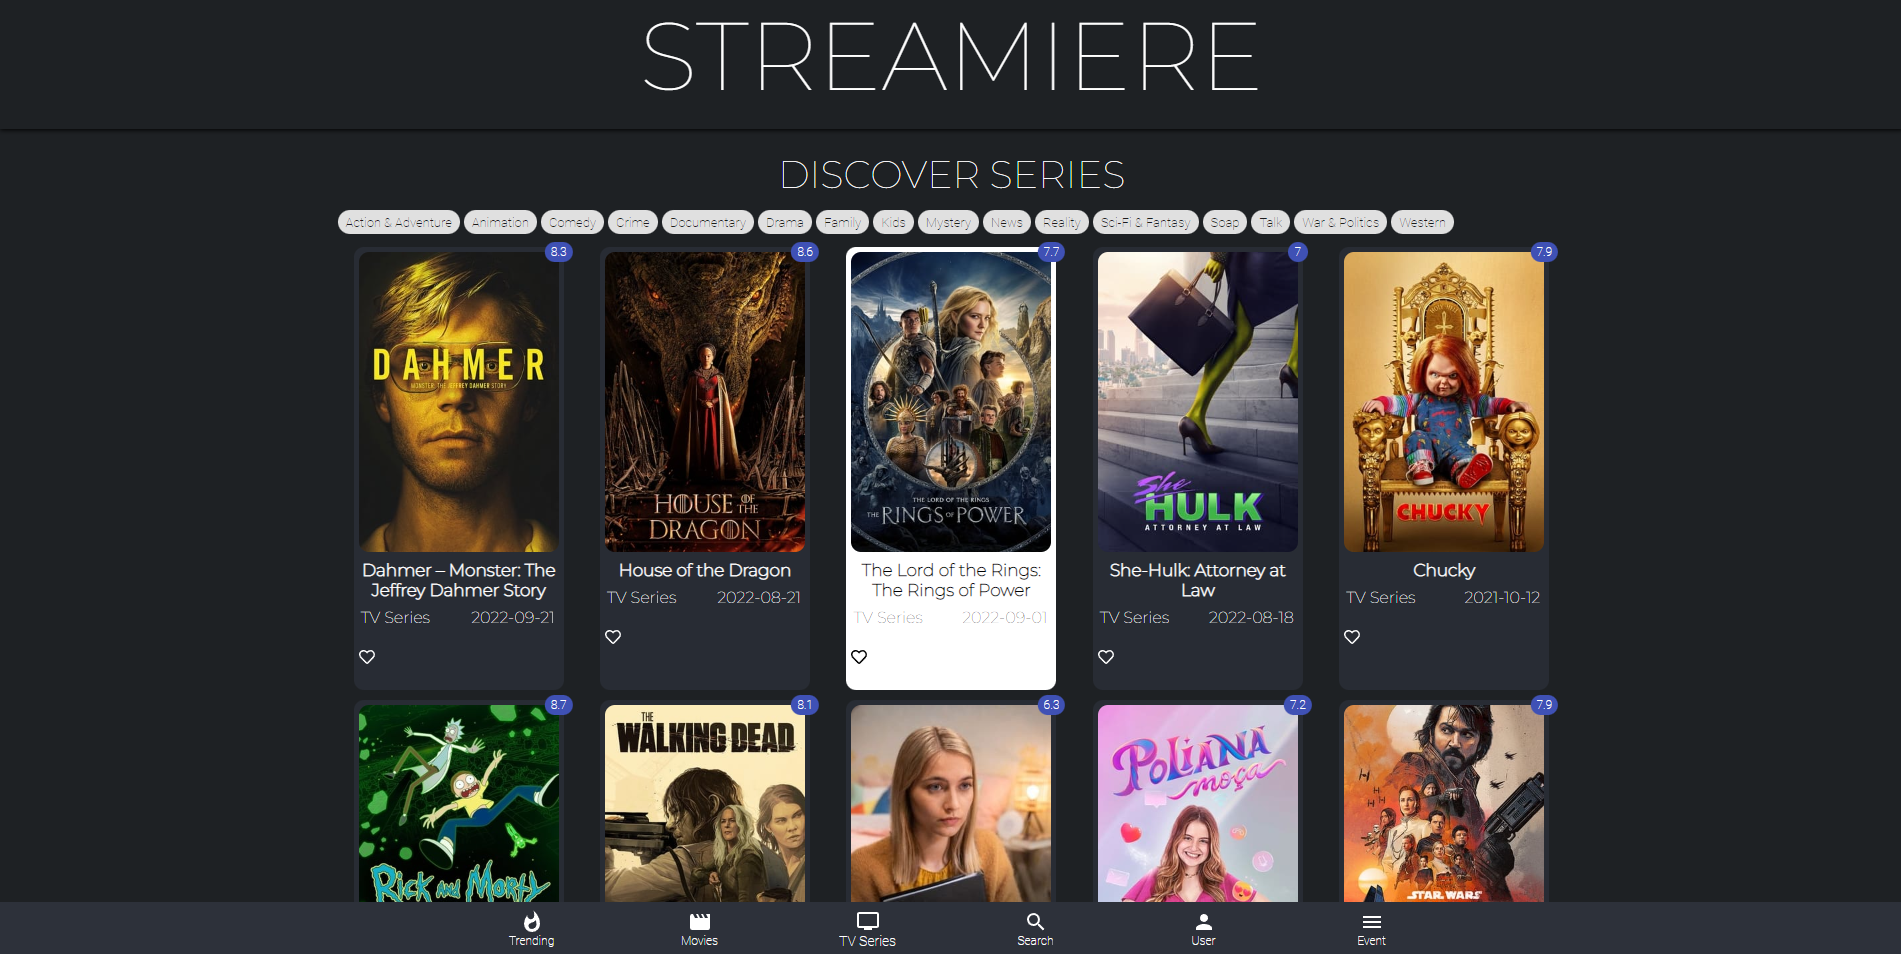 STREAMIERE
DISCOVER SERIES
Action & Adventure Animation Comedy Crime Documentary Drama Family Kids Mystery News Reality Sci-Fi & Fantasy Soap Talk War & Politics Western
8.3
8.6
7.7
7
7.9
DAHMER
MONSTER: THE JEFFREY DAHMER STORY
HOUSE OF THE
DRAGON
THE LORD OF THE RINGS
THE RINGS OF POWER
She
HULK
ATTORNEY AT LAW
CHUCKY
Dahmer – Monster: The
Jeffrey Dahmer Story
TV Series 2022-09-21
House of the Dragon
TV Series 2022-08-21
The Lord of the Rings:
The Rings of Power
TV Series 2022-09-01
She-Hulk: Attorney at
Law
TV Series 2022-08-18
Chucky
TV Series 2021-10-12
8.7
8.1
6.3
7.2
7.9
Rick and Morty
THE
WALKING DEAD
Poliana
moça
STAR WARS
Trending Movies TV Series Search User Event